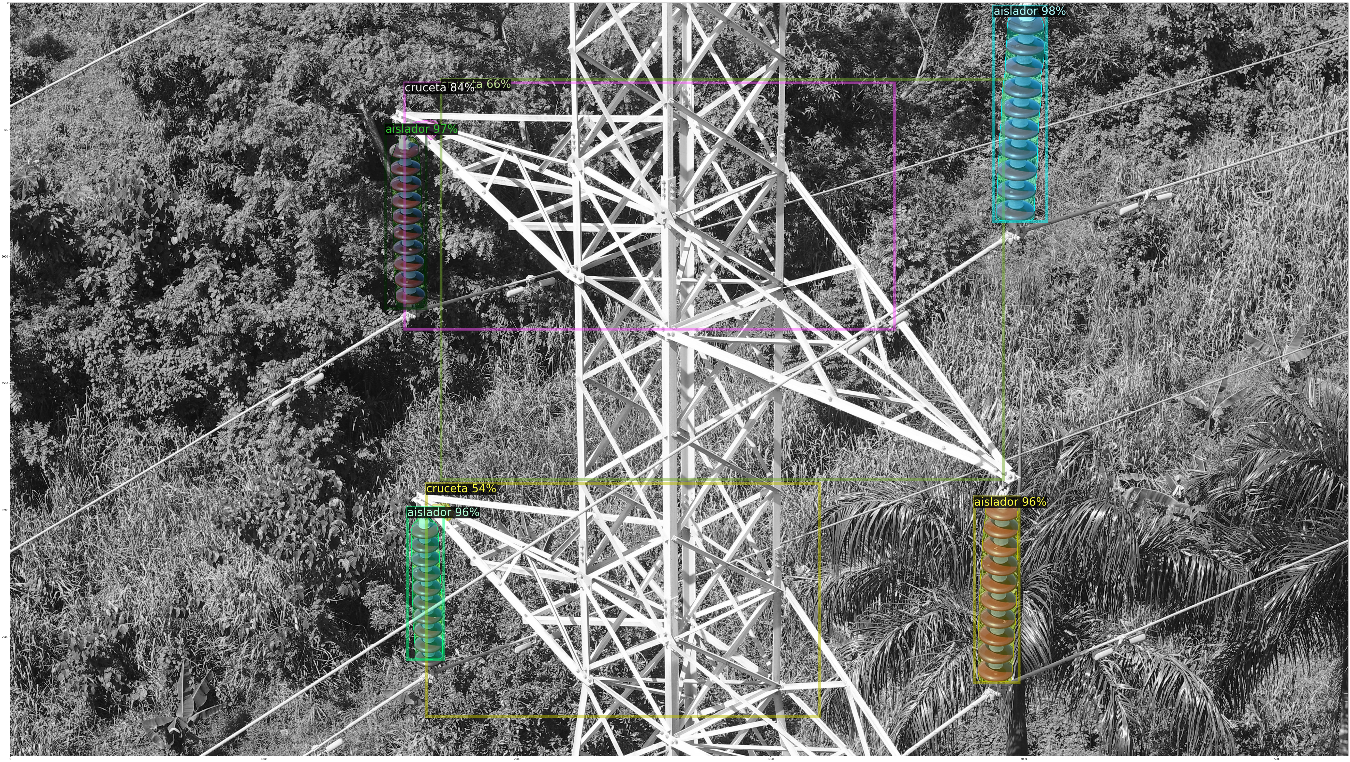 aislador 98%
cruceta 84%
a 66%
aislador 97%
cruceta 54%
aislador 96%
aislador 96%